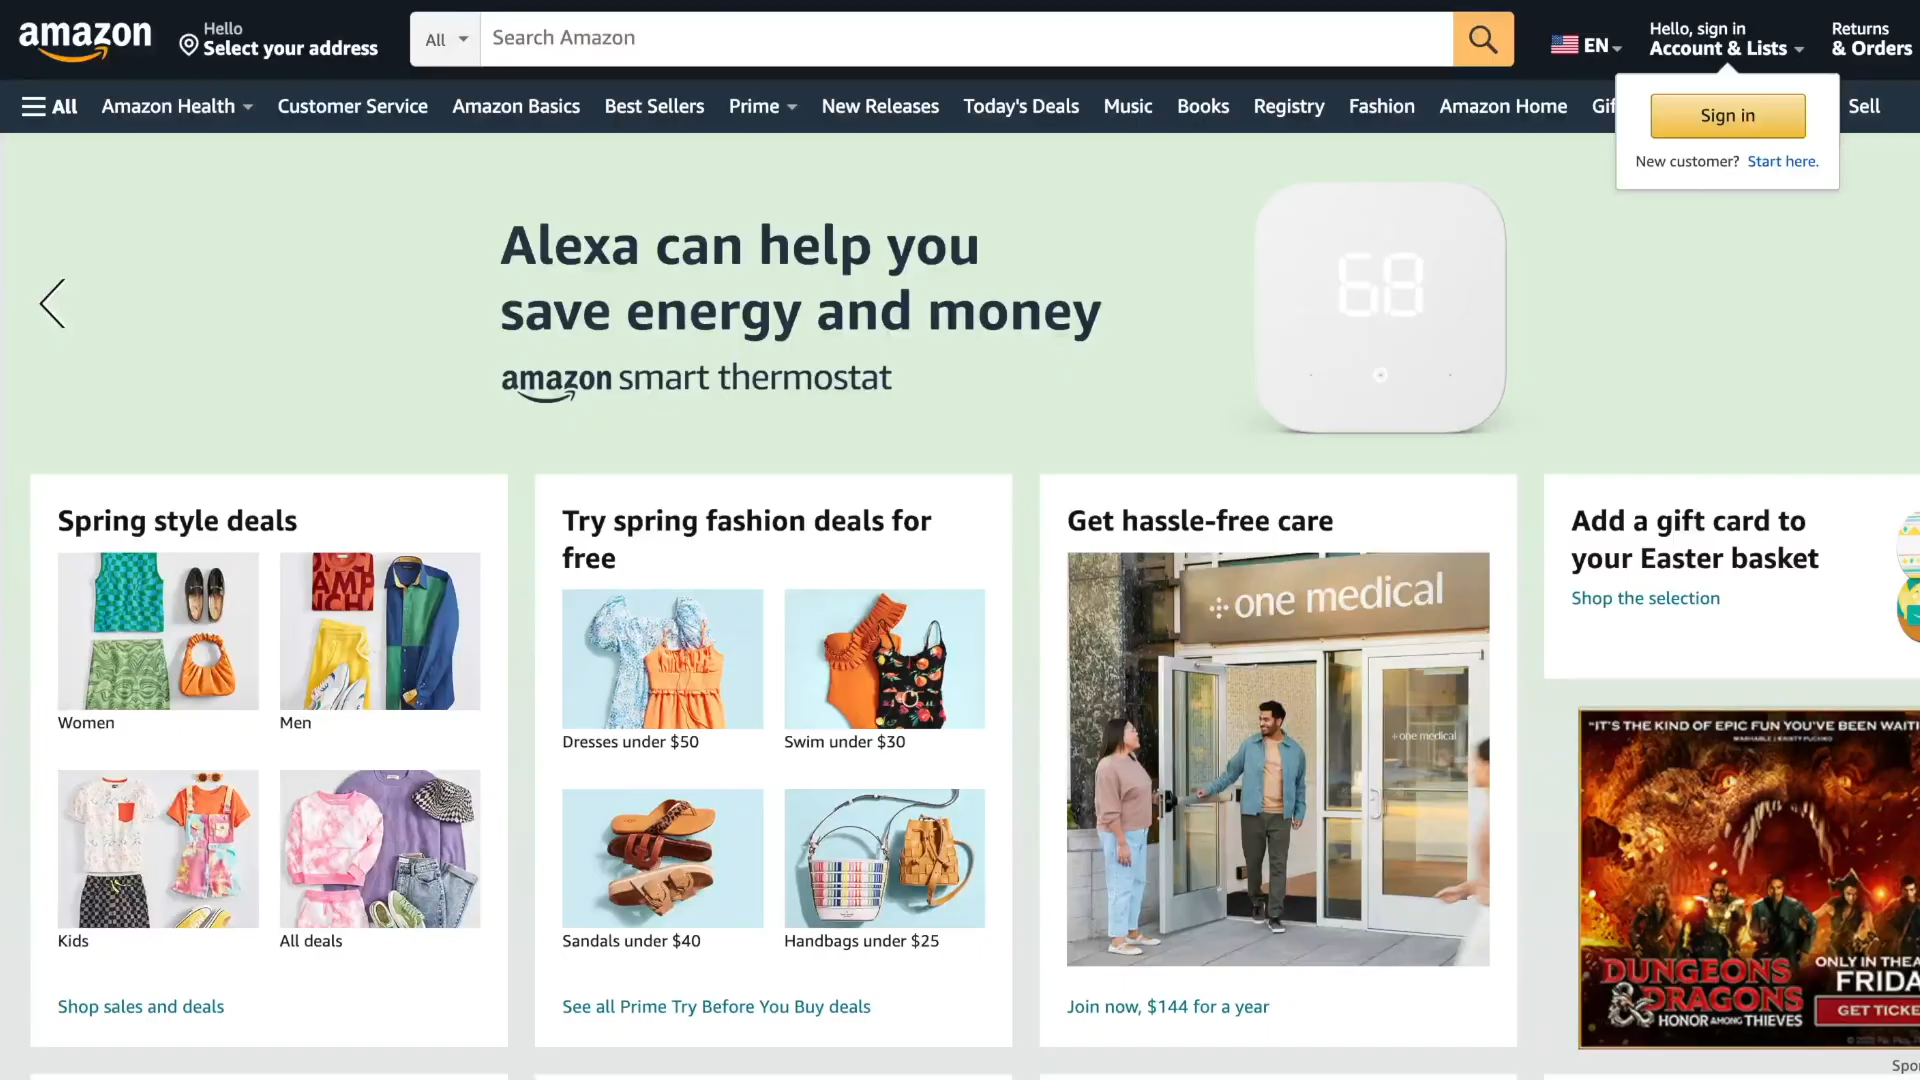 amazon
Hello
Select your address
All
Search Amazon
EN
Hello, sign in
Account & Lists
Returns
& Orders
All
Amazon Health
Customer Service
Amazon Basics
Best Sellers
Prime
New Releases
Today's Deals
Music
Books
Registry
Fashion
Amazon Home
Gif
Sell
Sign in
New customer? Start here.
Alexa can help you
save energy and money
amazon smart thermostat
68
Spring style deals
Women
Men
Kids
All deals
Shop sales and deals
Try spring fashion deals for
free
Dresses under $50
Swim under $30
Sandals under $40
Handbags under $25
See all Prime Try Before You Buy deals
Get hassle-free care
one medical
one medical
Join now, $144 for a year
Add a gift card to
your Easter basket
Shop the selection
"IT'S THE KIND OF EPIC FUN YOU'VE BEEN WAITI
DUNGEONS
& DRAGONS
HONOR AMONG THIEVES
ONLY IN THEA
FRIDA
GET TICKE
Spo